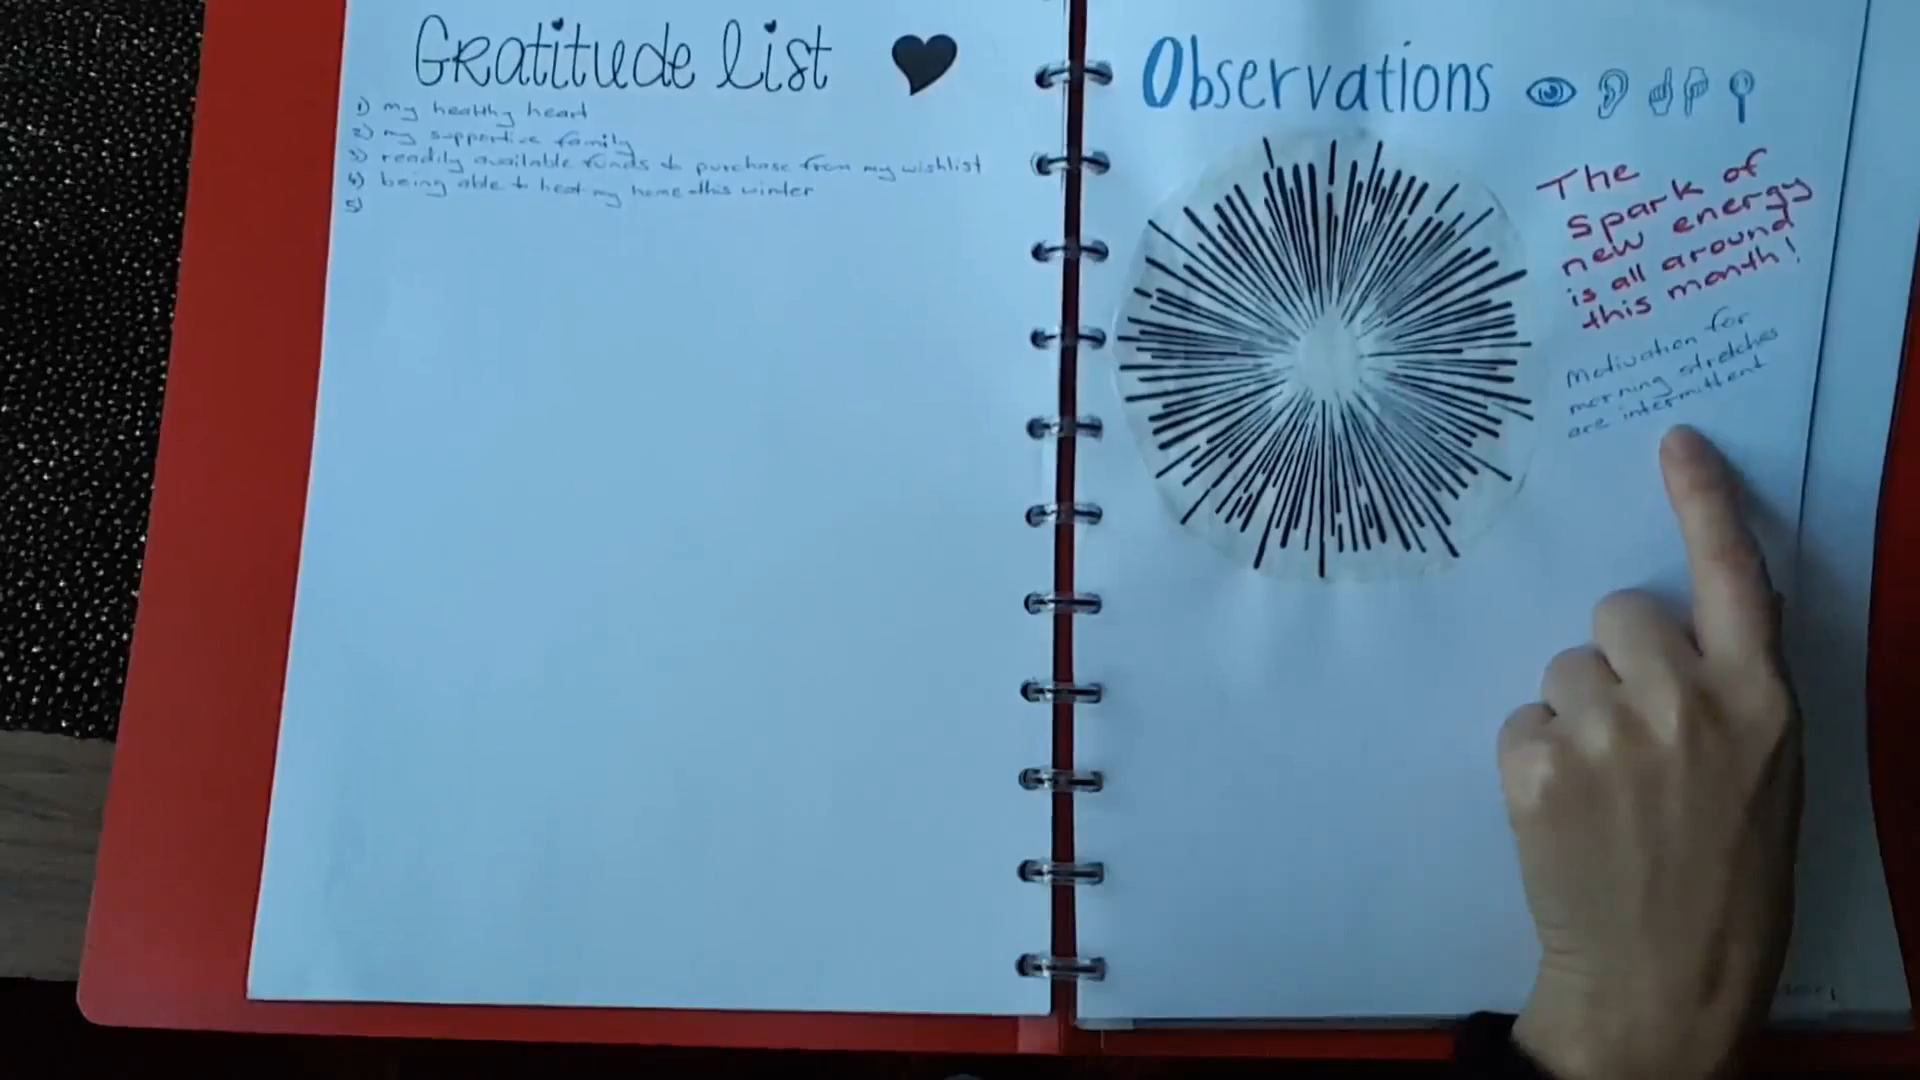 Gratitude list
1) my healthy heart
2) my supportive family
3) readily available funds to purchase from my wishlist
4) being able to heat my home this winter
5)
Observations
The
spark of
new energy
is all around
this month!
Motivation for
morning stretches
are intermittent